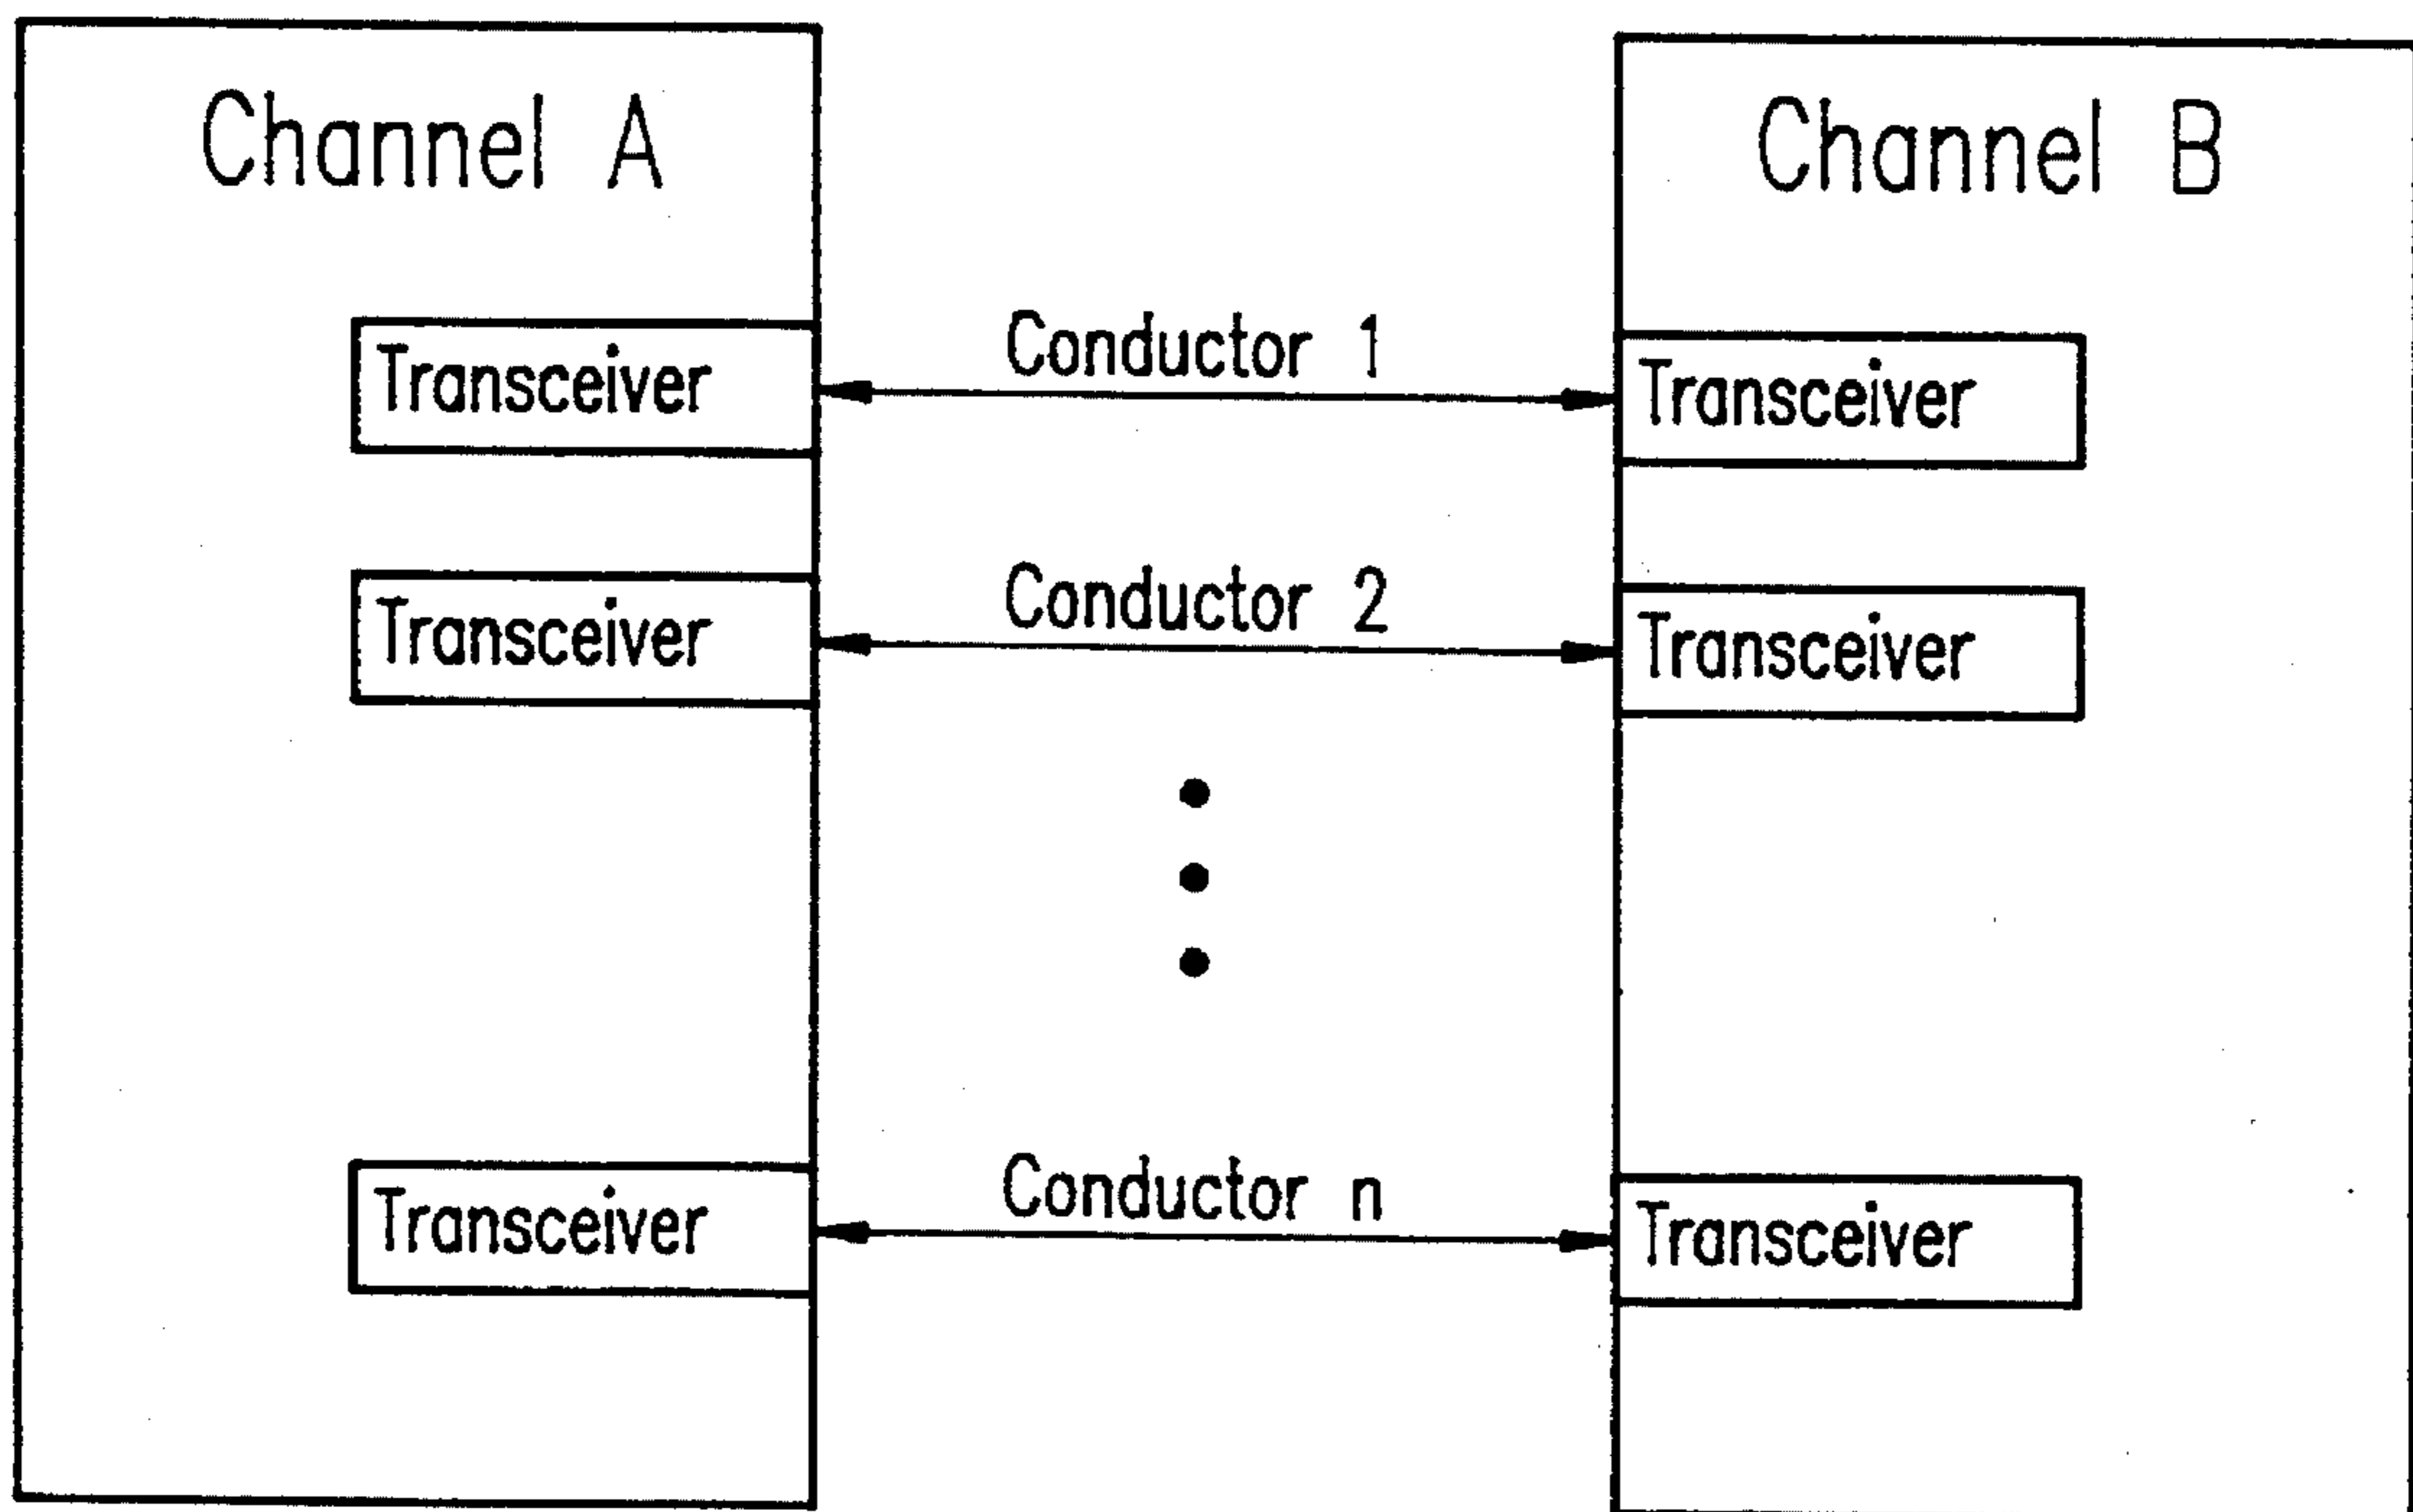 Channel A
Channel B
Transceiver
Conductor 1
Transceiver
Transceiver
Conductor 2
Transceiver
Transceiver
Conductor n
Transceiver